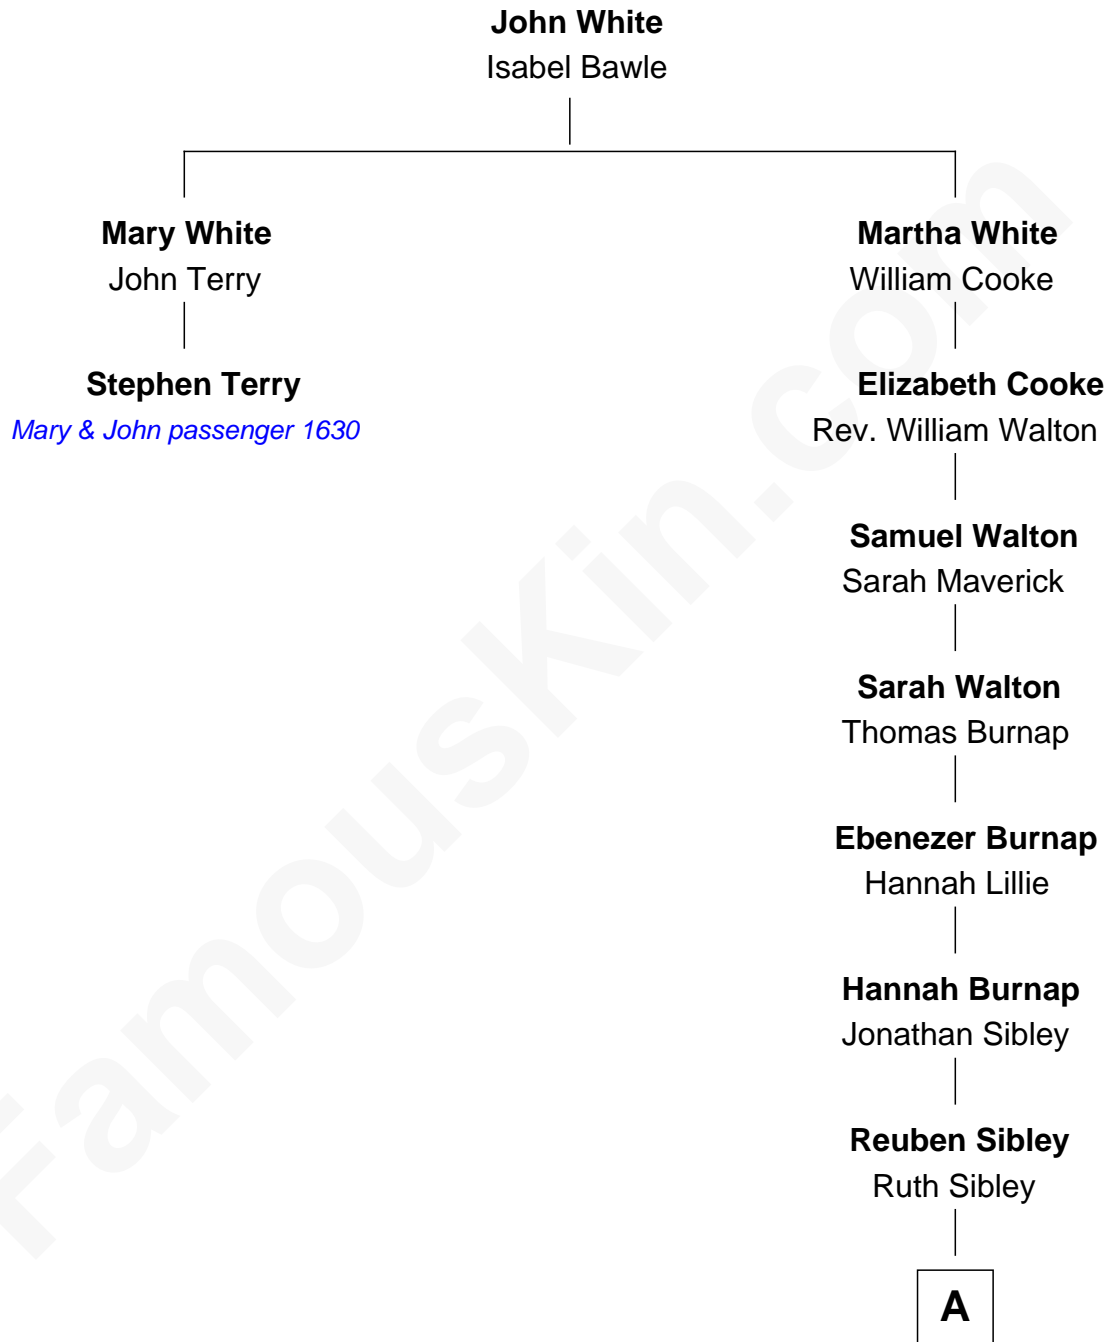 John White
Isabel Bawle
Mary White
John Terry
Stephen Terry
Mary & John passenger 1630
Martha White
William Cooke
Elizabeth Cooke
Rev. William Walton
Samuel Walton
Sarah Maverick
Sarah Walton
Thomas Burnap
Ebenezer Burnap
Hannah Lillie
Hannah Burnap
Jonathan Sibley
Reuben Sibley
Ruth Sibley
A
FamousKin.com